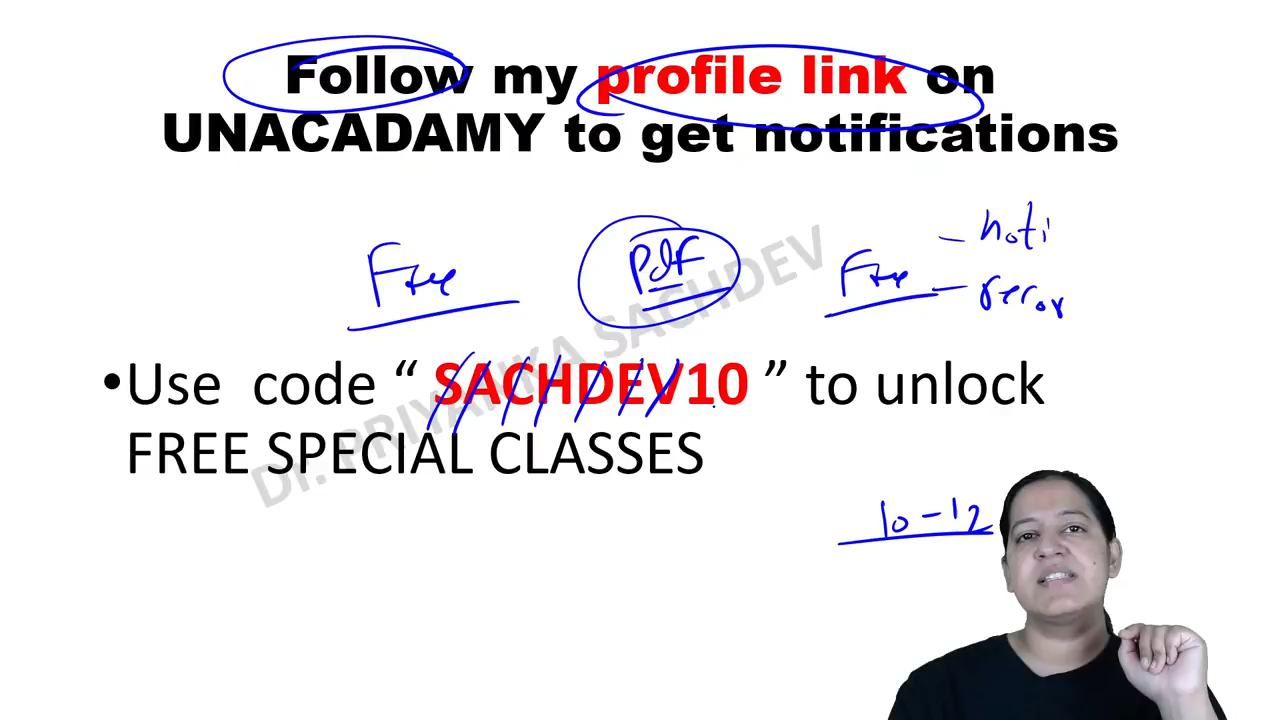 Follow my profile link on
UNACADAMY to get notifications
Free Pdf Free – noti
– recor
•Use code “ SACHDEV10 ” to unlock
FREE SPECIAL CLASSES
Dr. PRIYANKA SACHDEV
10 – 12